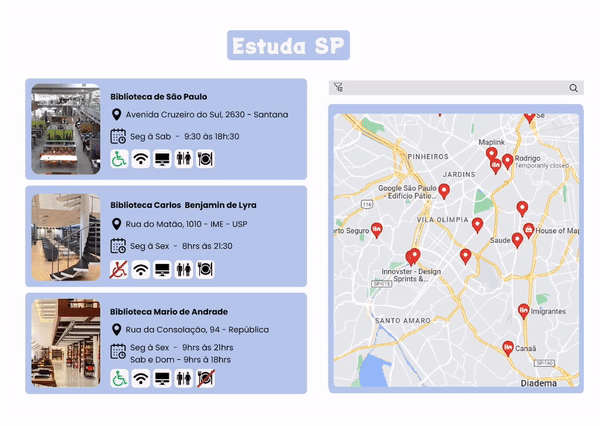 Estuda SP
Biblioteca de São Paulo
Avenida Cruzeiro do Sul, 2630 - Santana
Seg à Sab - 9:30 às 18h:30
Biblioteca Carlos Benjamin de Lyra
Rua do Matão, 1010 - IME - USP
Seg à Sex - 8hrs às 21:30
Biblioteca Mario de Andrade
Rua da Consolação, 94 - República
Seg à Sex - 9hrs às 21hrs
Sab e Dom - 9hrs à 18hrs
Sé
Maplink
PINHEIROS
Rodrigo
Temporarily closed
JARDINS
Google São Paulo
Edifício Pátio...
116
VILA OLÍMPIA
rto Seguro
House of Map
Saude
Innovster - Design
Sprints &...
SP-015
Imigrantes
SANTO AMARO
Canaã
SP-160
Diadema